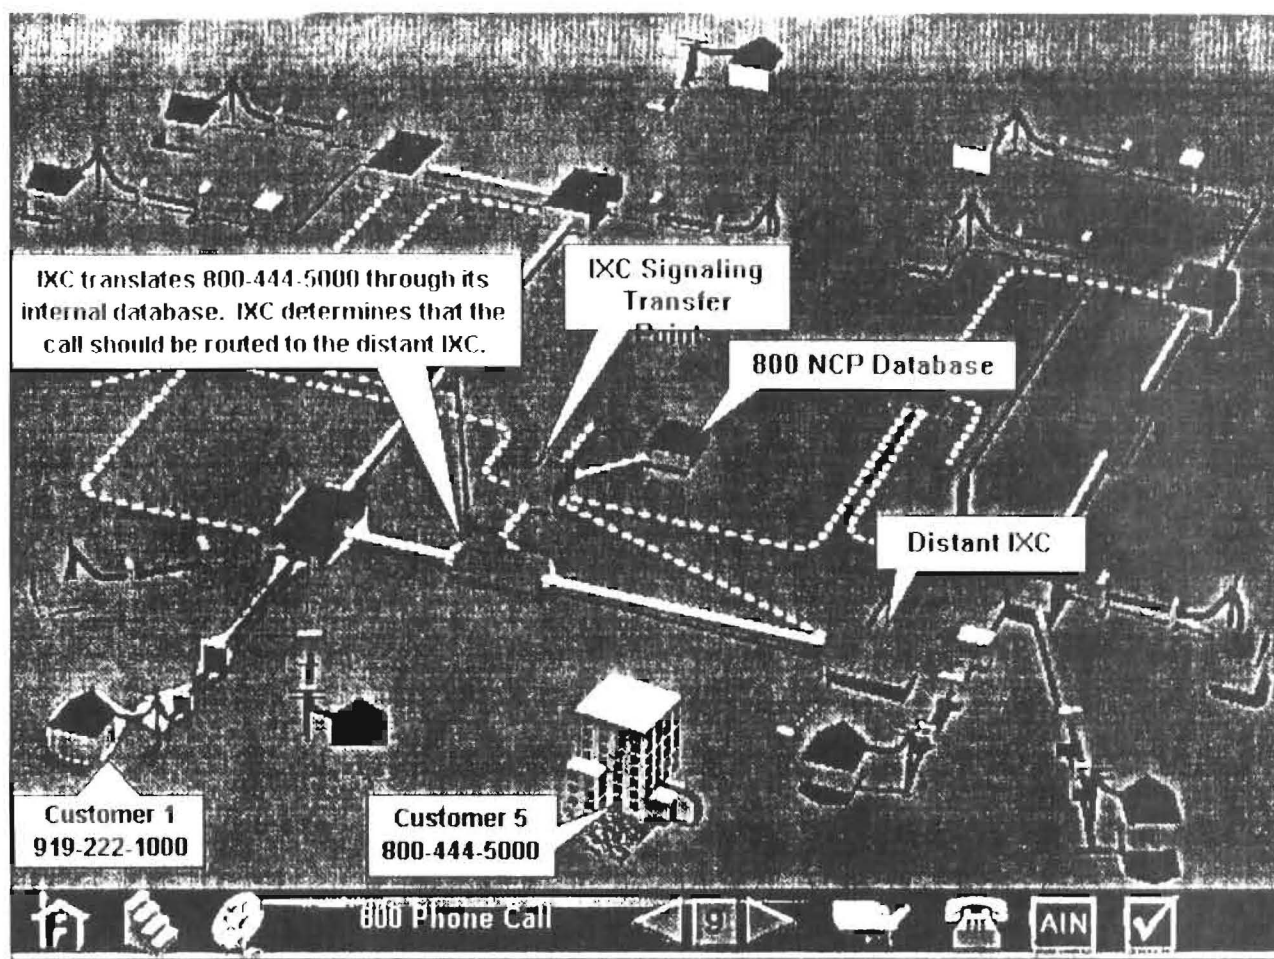 IXC translates 800-444-5000 through its
internal database. IXC determines that the
call should be routed to the distant IXC.
IXC Signaling
Transfer
Point
800 NCP Database
Distant IXC
Customer 1
919-222-1000
Customer 5
800-444-5000
F
800 Phone Call
9
AIN